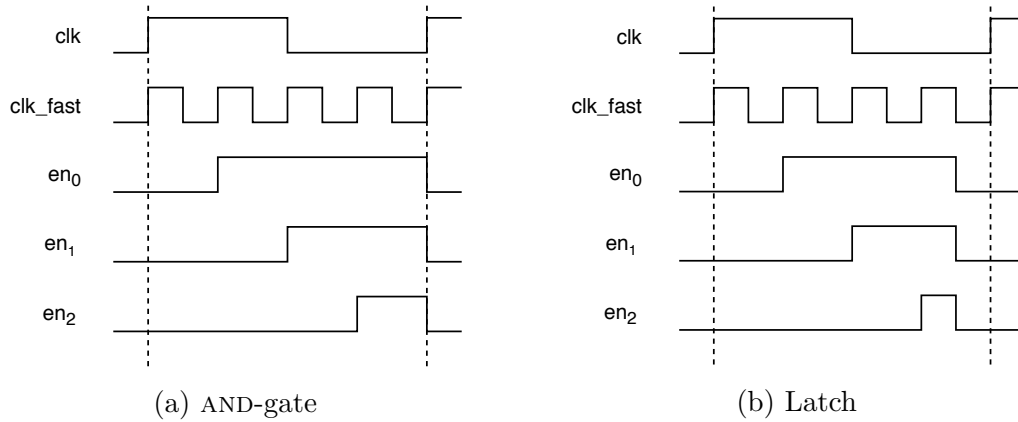 clk
clk_fast
en₀
en₁
en₂
(a) AND-gate
clk
clk_fast
en₀
en₁
en₂
(b) Latch